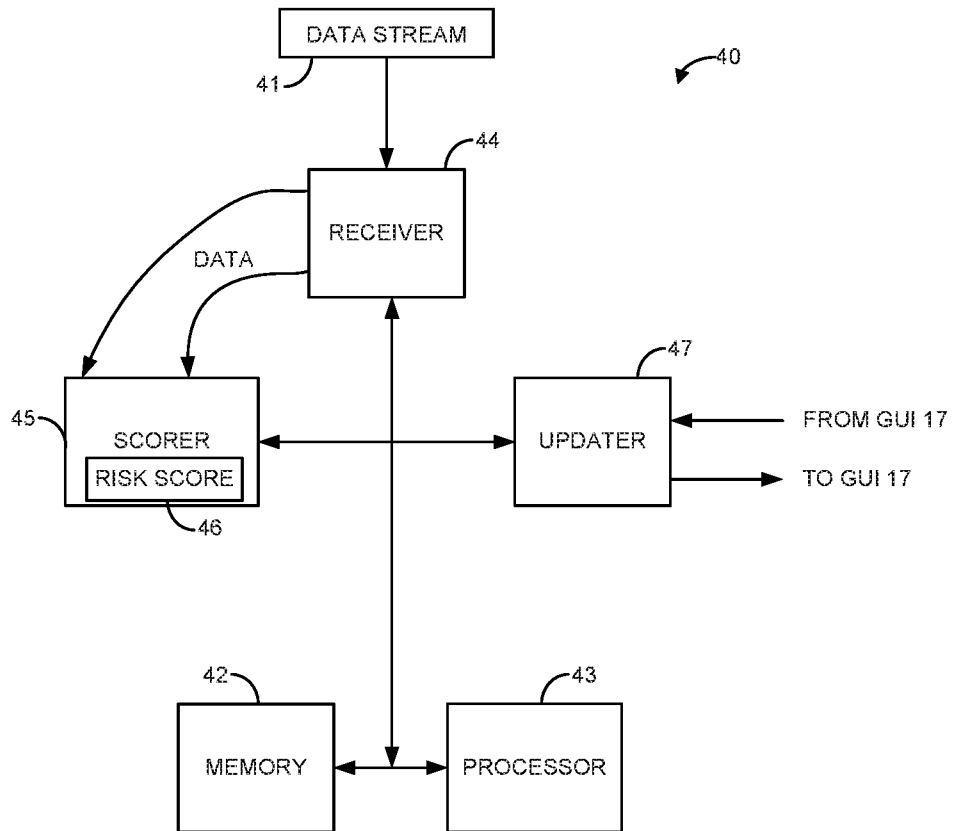 DATA STREAM
41
40
44
RECEIVER
DATA
47
45
SCORER
UPDATER
FROM GUI 17
RISK SCORE
TO GUI 17
46
42
43
MEMORY
PROCESSOR